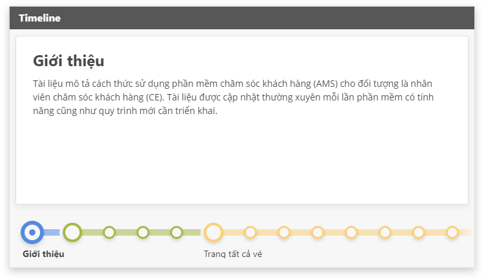 Timeline
Giới thiệu
Tài liệu mô tả cách thức sử dụng phần mềm chăm sóc khách hàng (AMS) cho đối tượng là nhân
viên chăm sóc khách hàng (CE). Tài liệu được cập nhật thường xuyên mỗi lần phần mềm có tính
năng cũng như quy trình mới cần triển khai.
Giới thiệu
Trang tất cả vé